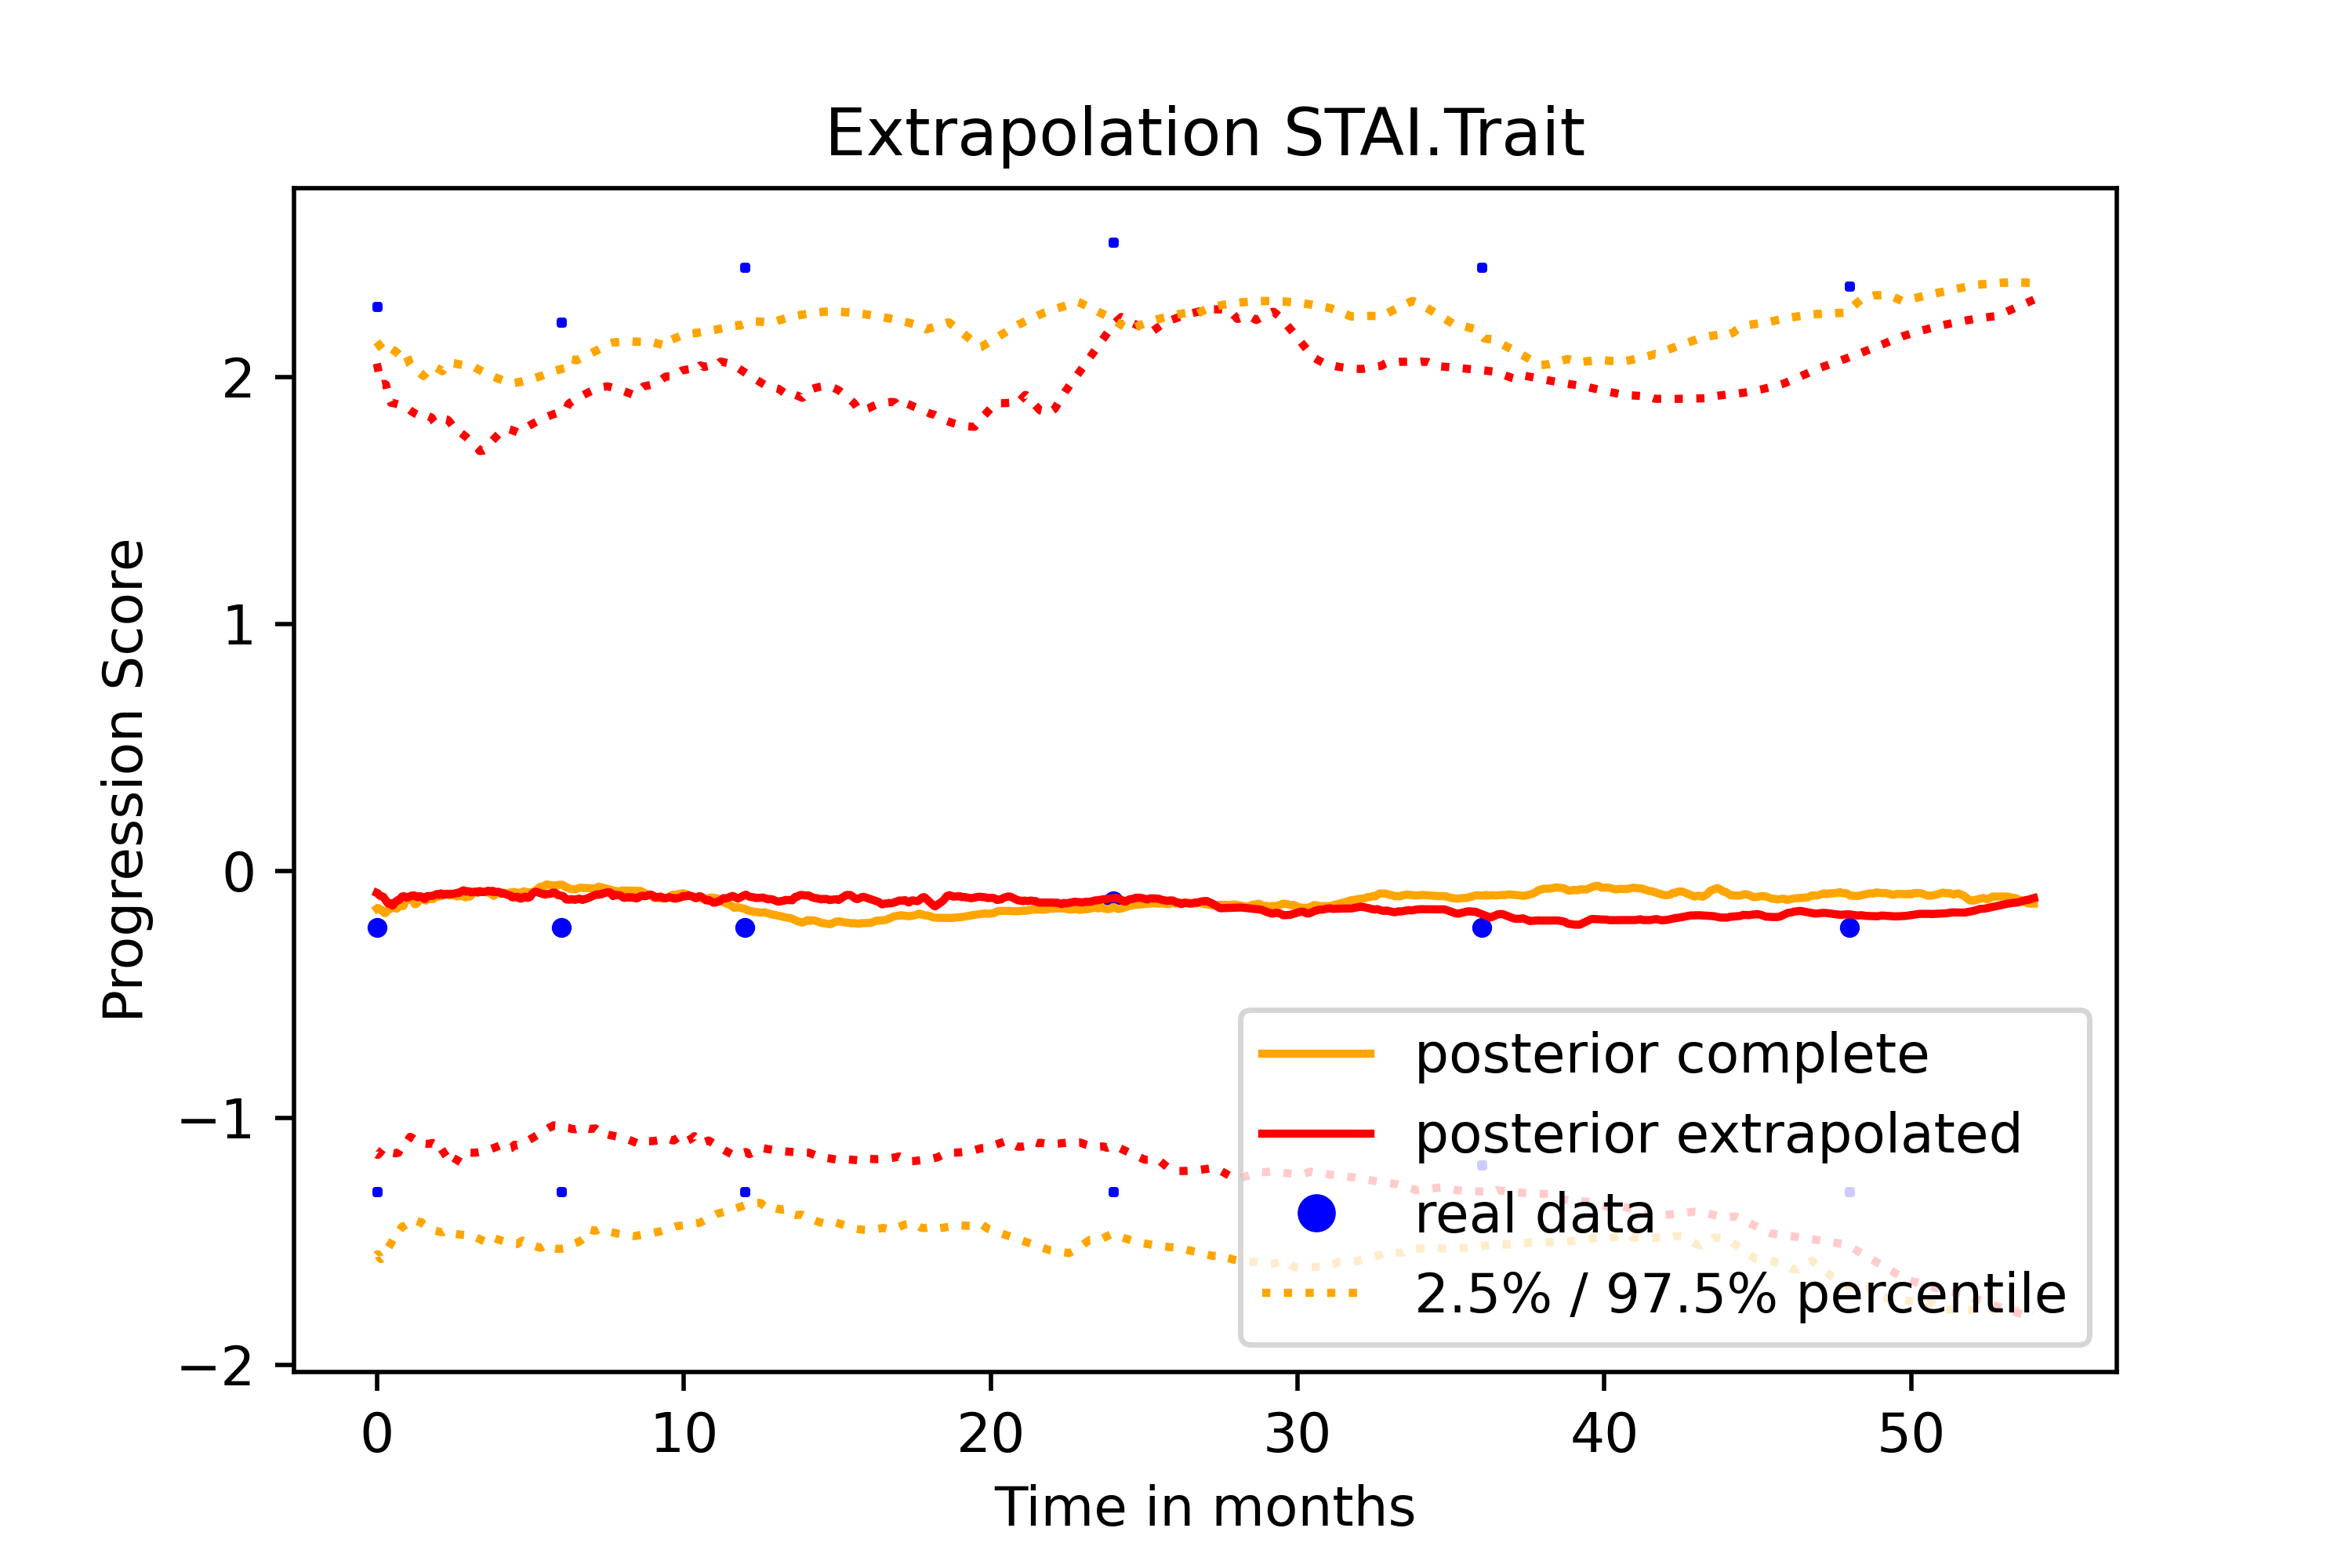 Extrapolation STAI.Trait
Progression Score
2
1
0
−1
−2
posterior complete
posterior extrapolated
real data
2.5% / 97.5% percentile
0 10 20 30 40 50
Time in months